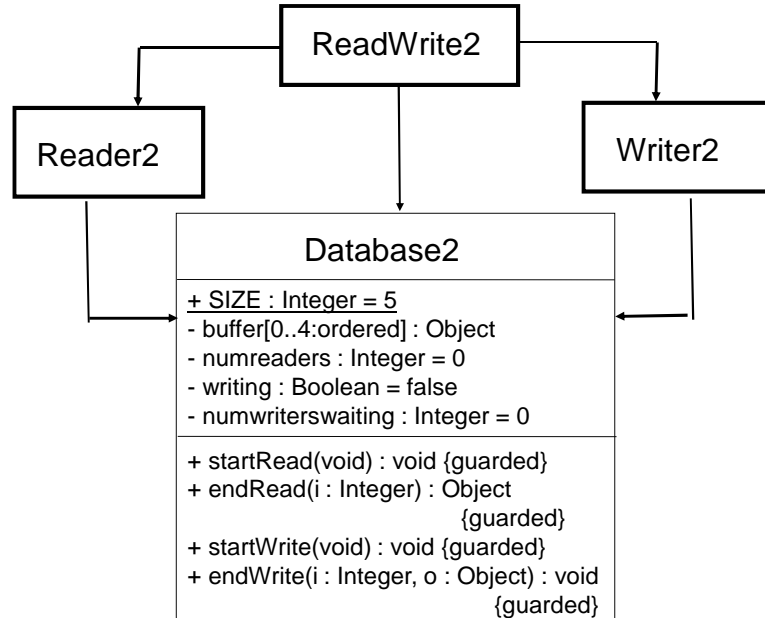 ReadWrite2
Reader2
Writer2
Database2
+ SIZE : Integer = 5
- buffer[0..4:ordered] : Object
- numreaders : Integer = 0
- writing : Boolean = false
- numwriterswaiting : Integer = 0
+ startRead(void) : void {guarded}
+ endRead(i : Integer) : Object
{guarded}
+ startWrite(void) : void {guarded}
+ endWrite(i : Integer, o : Object) : void
{guarded}